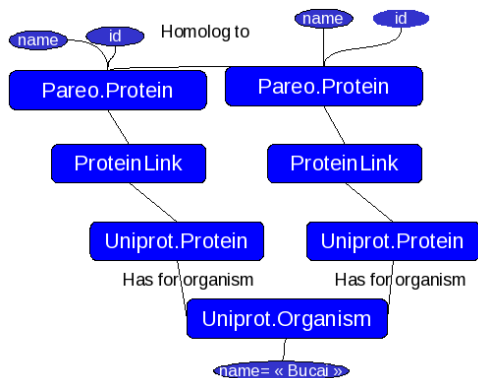 name
id
Homolog to
name
id
Pareo.Protein
Pareo.Protein
ProteinLink
ProteinLink
Uniprot.Protein
Uniprot.Protein
Has for organism
Has for organism
Uniprot.Organism
name= « Bucai »